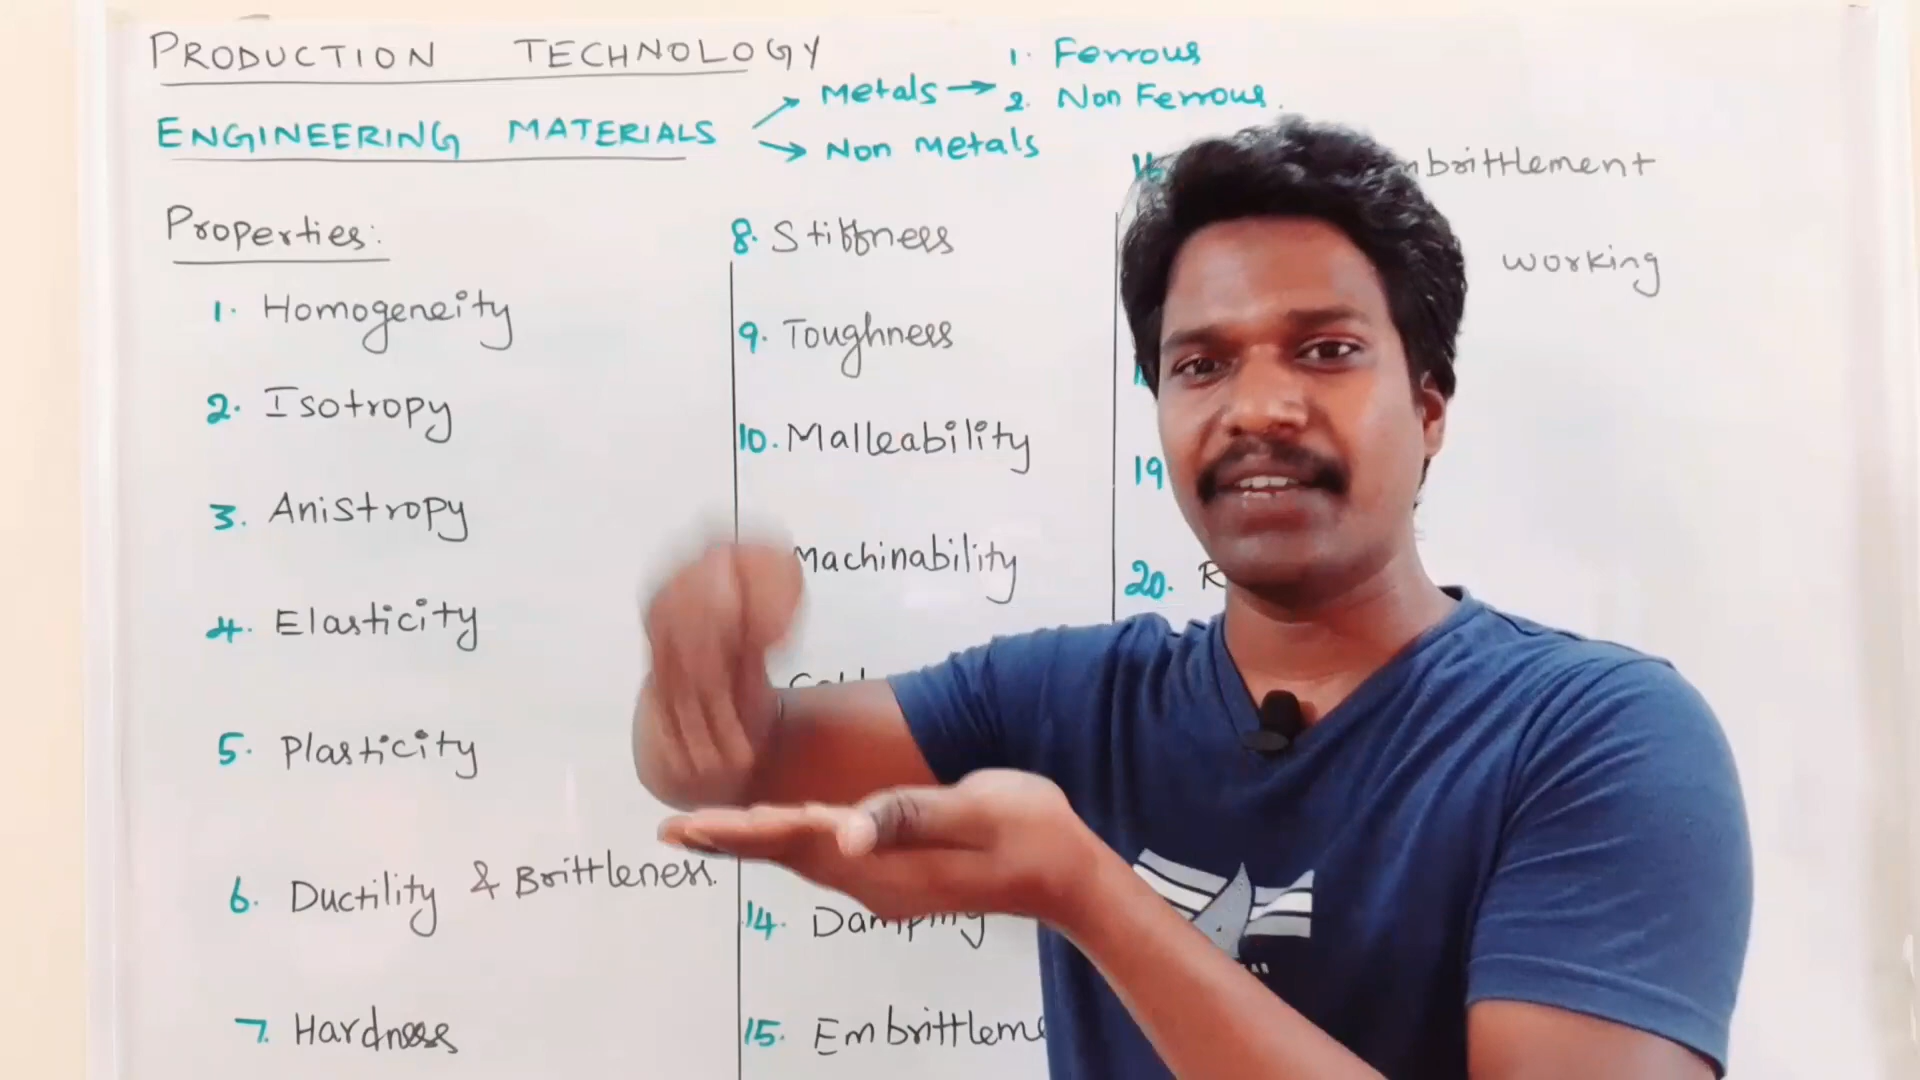 PRODUCTION TECHNOLOGY
ENGINEERING MATERIALS
Metals → 1. Ferrous
2. Non Ferrous.
Non Metals
Properties:
1. Homogeneity
2. Isotropy
3. Anistropy
4. Elasticity
5. Plasticity
6. Ductility & Brittleness.
7. Hardness
8. Stiffness
9. Toughness
10. Malleability
Machinability
14. Damping
15.
working
19
20.